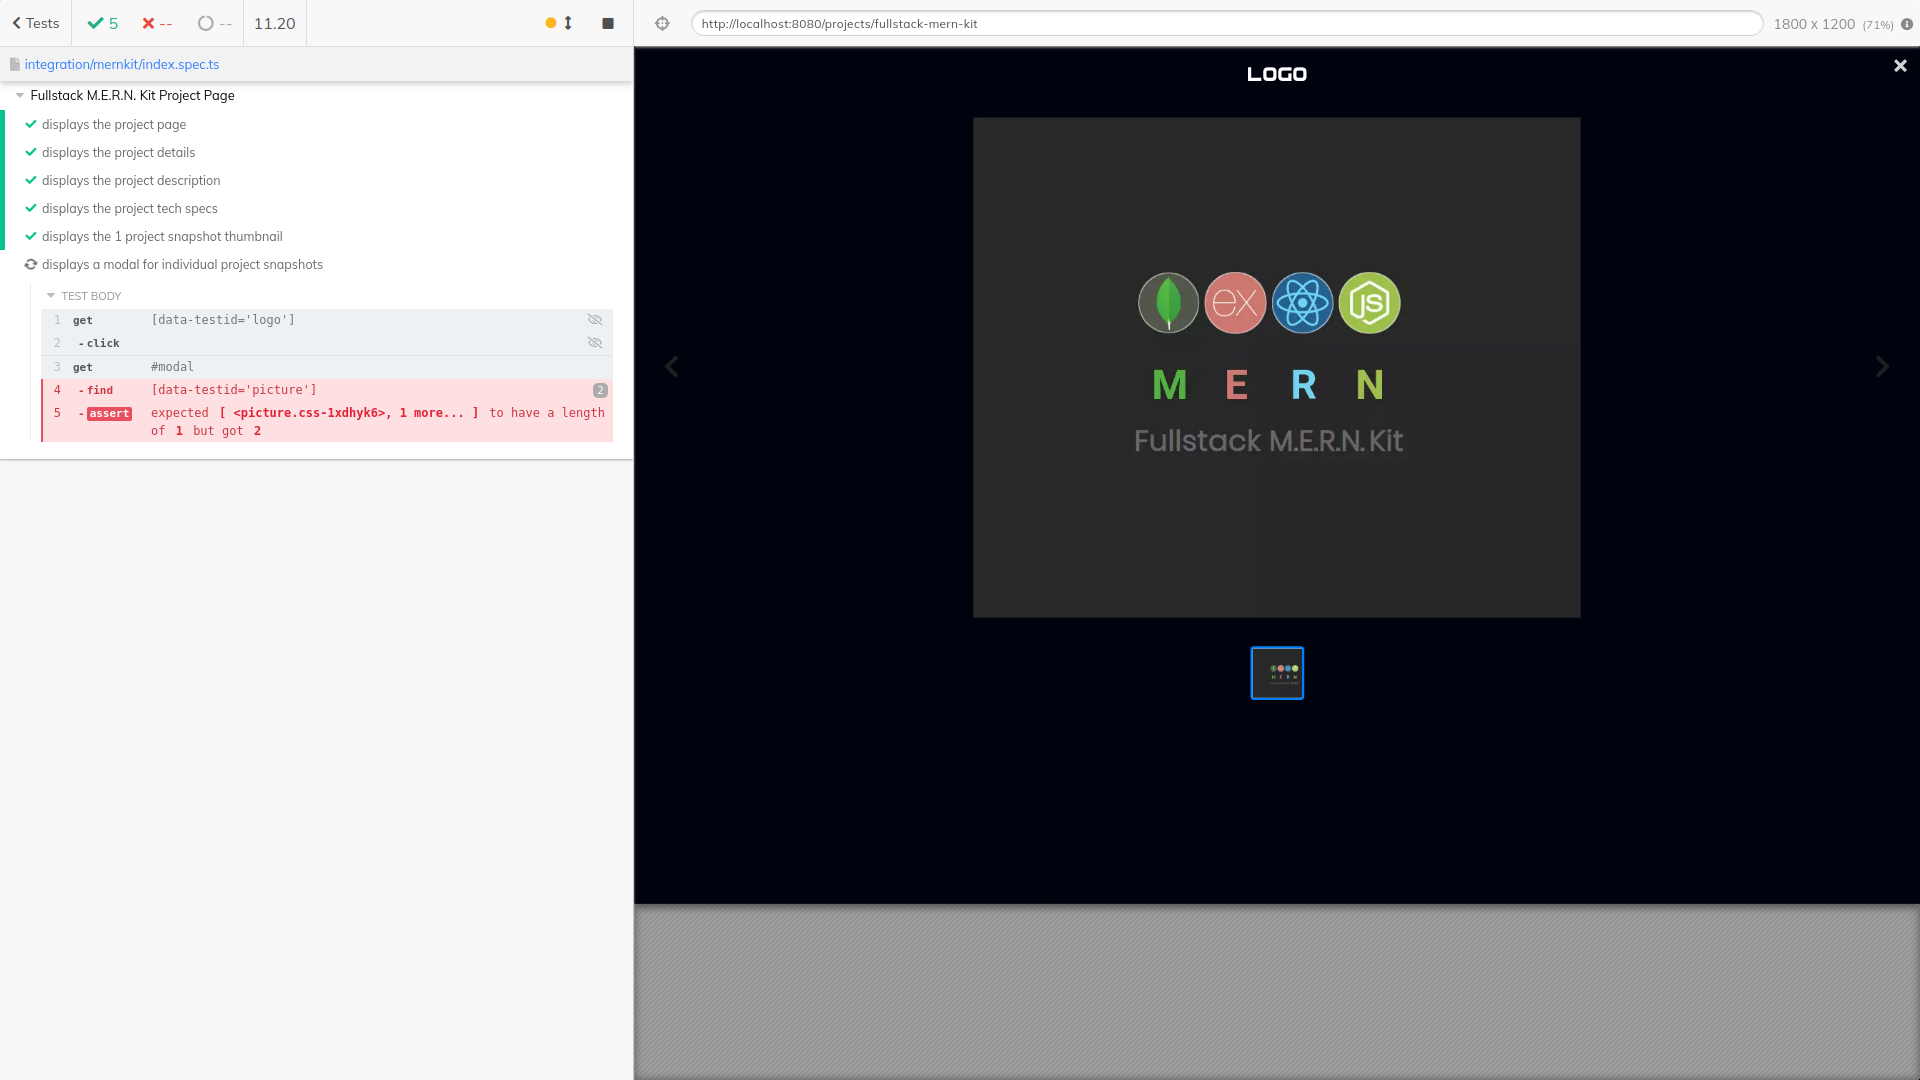 Tests
5
--
--
11.20
http://localhost:8080/projects/fullstack-mern-kit
1800 x 1200 (71%)
integration/mernkit/index.spec.ts
Fullstack M.E.R.N. Kit Project Page
displays the project page
displays the project details
displays the project description
displays the project tech specs
displays the 1 project snapshot thumbnail
displays a modal for individual project snapshots
TEST BODY
1 get [data-testid='logo']
2 -click
3 get #modal
4 -find [data-testid='picture'] 2
5 -assert expected [ <picture.css-1xdhyk6>, 1 more... ] to have a length
of 1 but got 2
LOGO
ex
JS
M E R N
Fullstack M.E.R.N. Kit